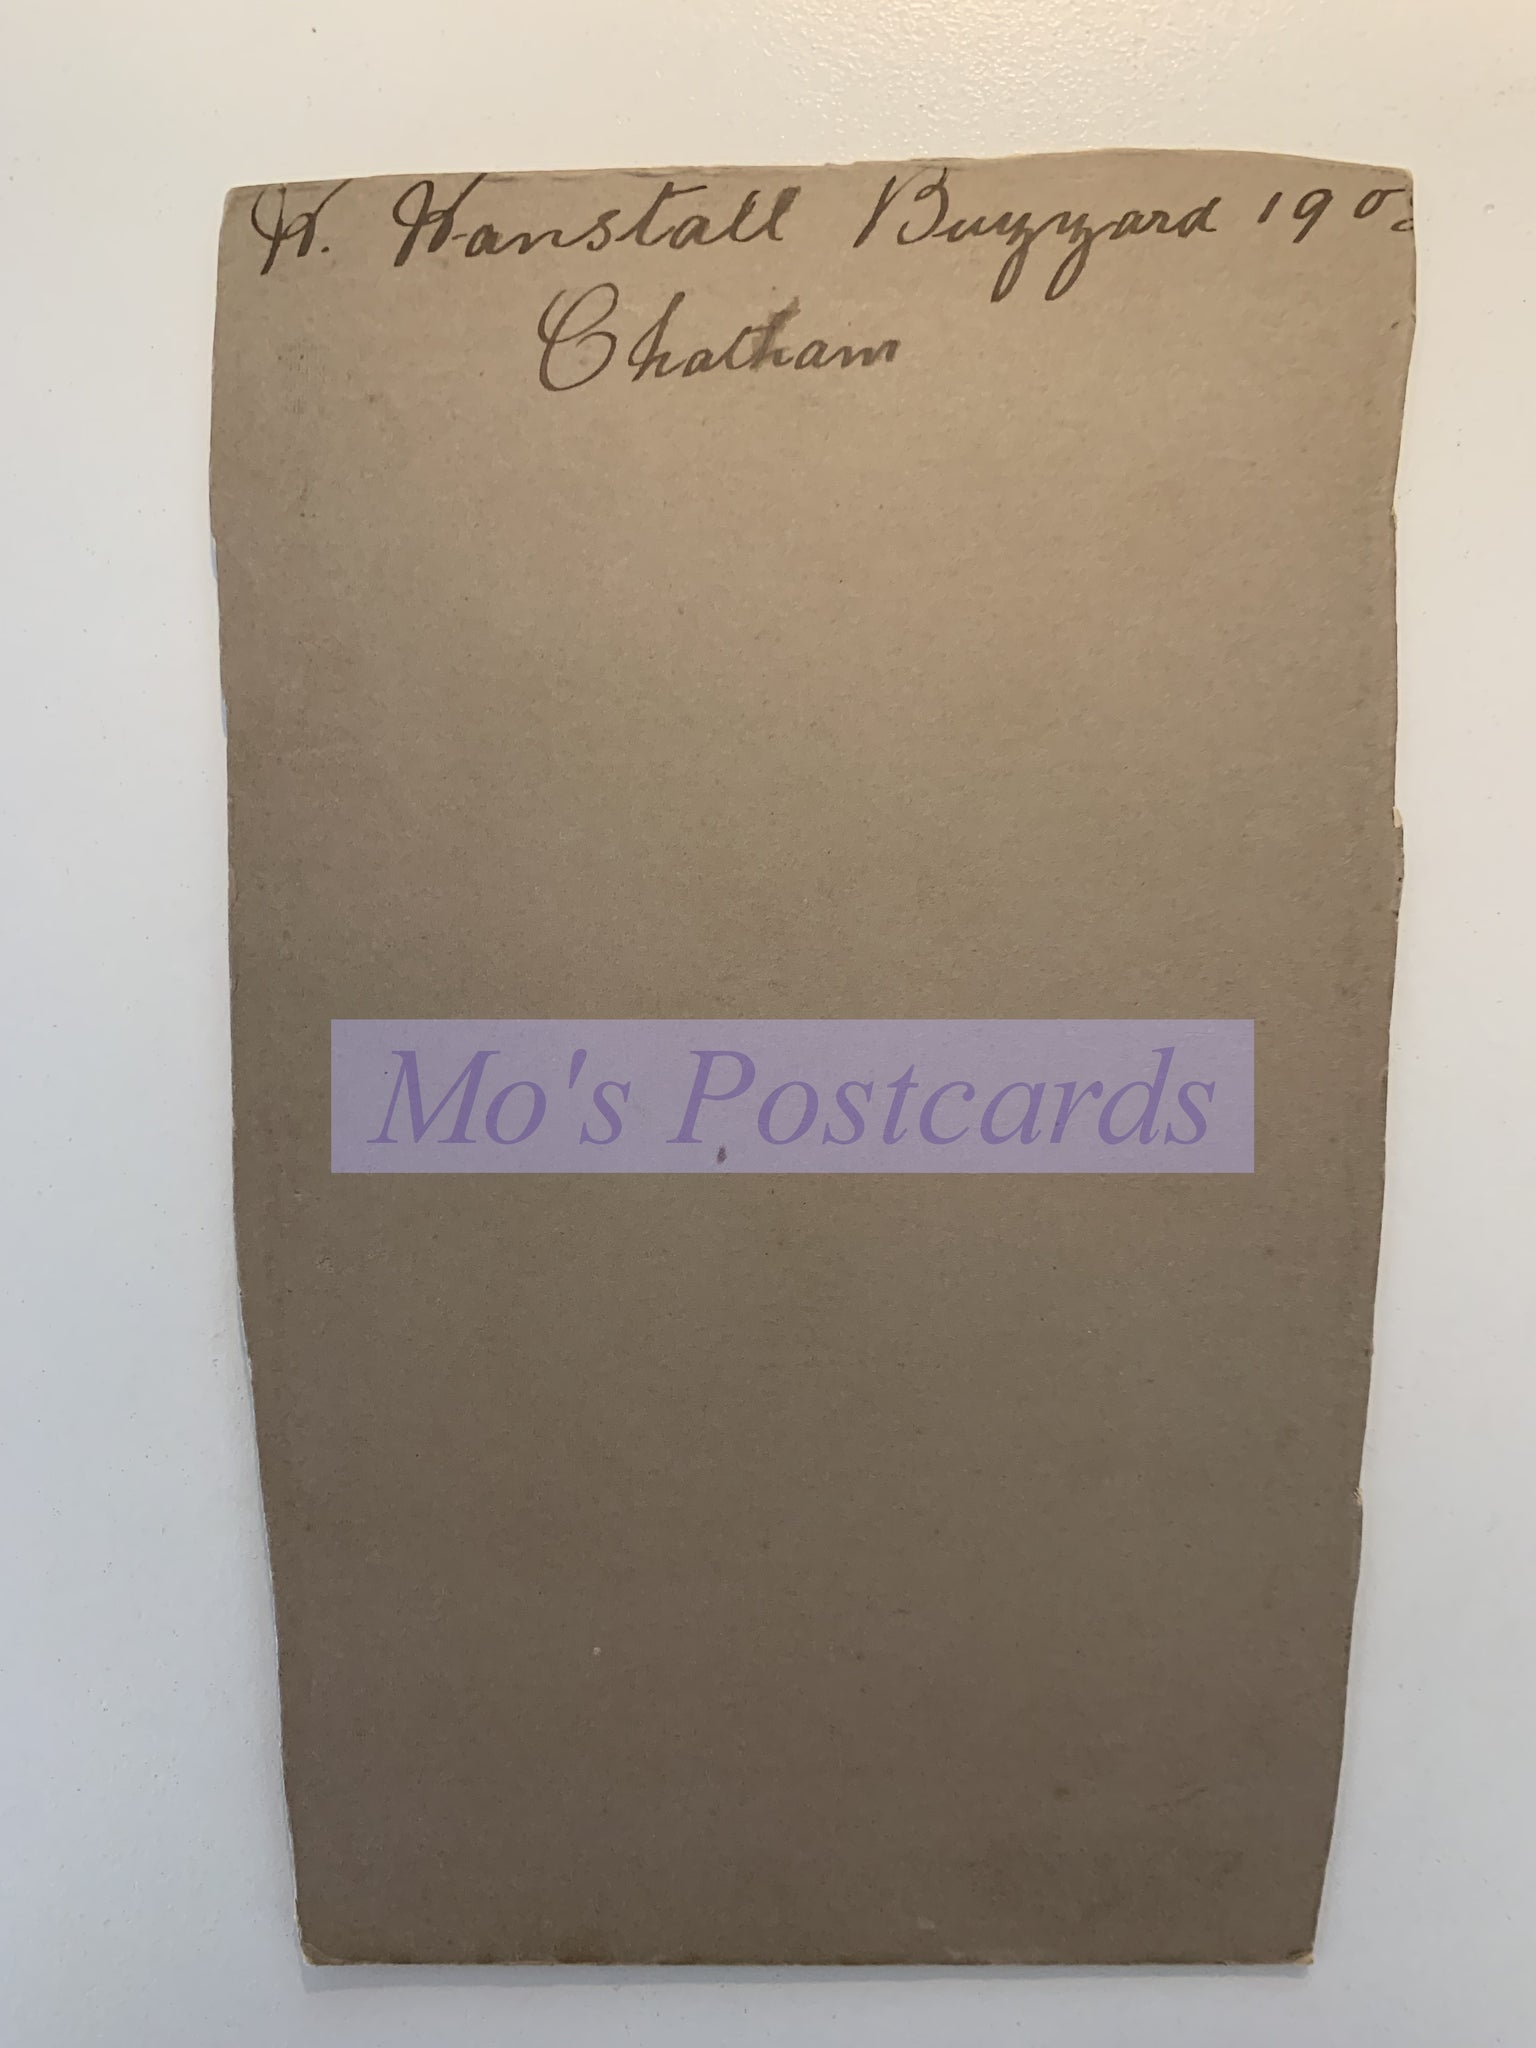 H. Wanstall Buzzard 190
Chatham
Mo's Postcards